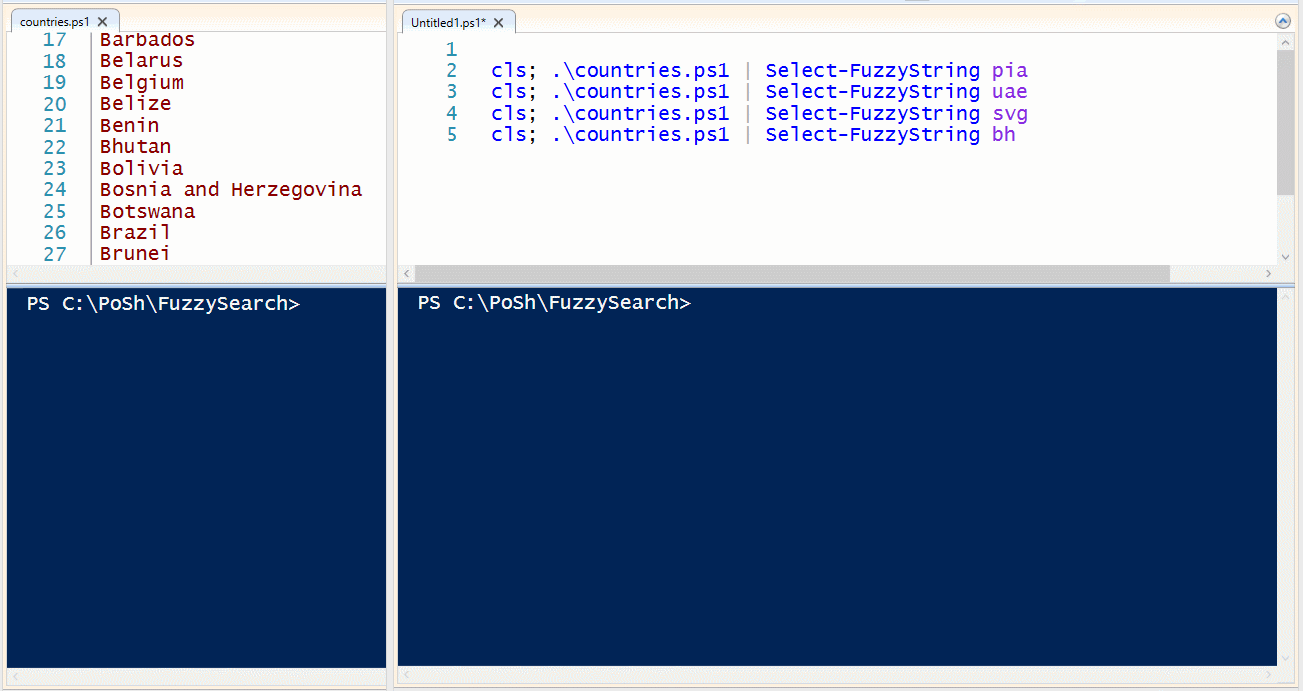 countries.ps1
17 Barbados
18 Belarus
19 Belgium
20 Belize
21 Benin
22 Bhutan
23 Bolivia
24 Bosnia and Herzegovina
25 Botswana
26 Brazil
27 Brunei
PS C:\PoSh\FuzzySearch>
Untitled1.ps1*
1
2 cls; .\countries.ps1 | Select-FuzzyString pia
3 cls; .\countries.ps1 | Select-FuzzyString uae
4 cls; .\countries.ps1 | Select-FuzzyString svg
5 cls; .\countries.ps1 | Select-FuzzyString bh
PS C:\PoSh\FuzzySearch>